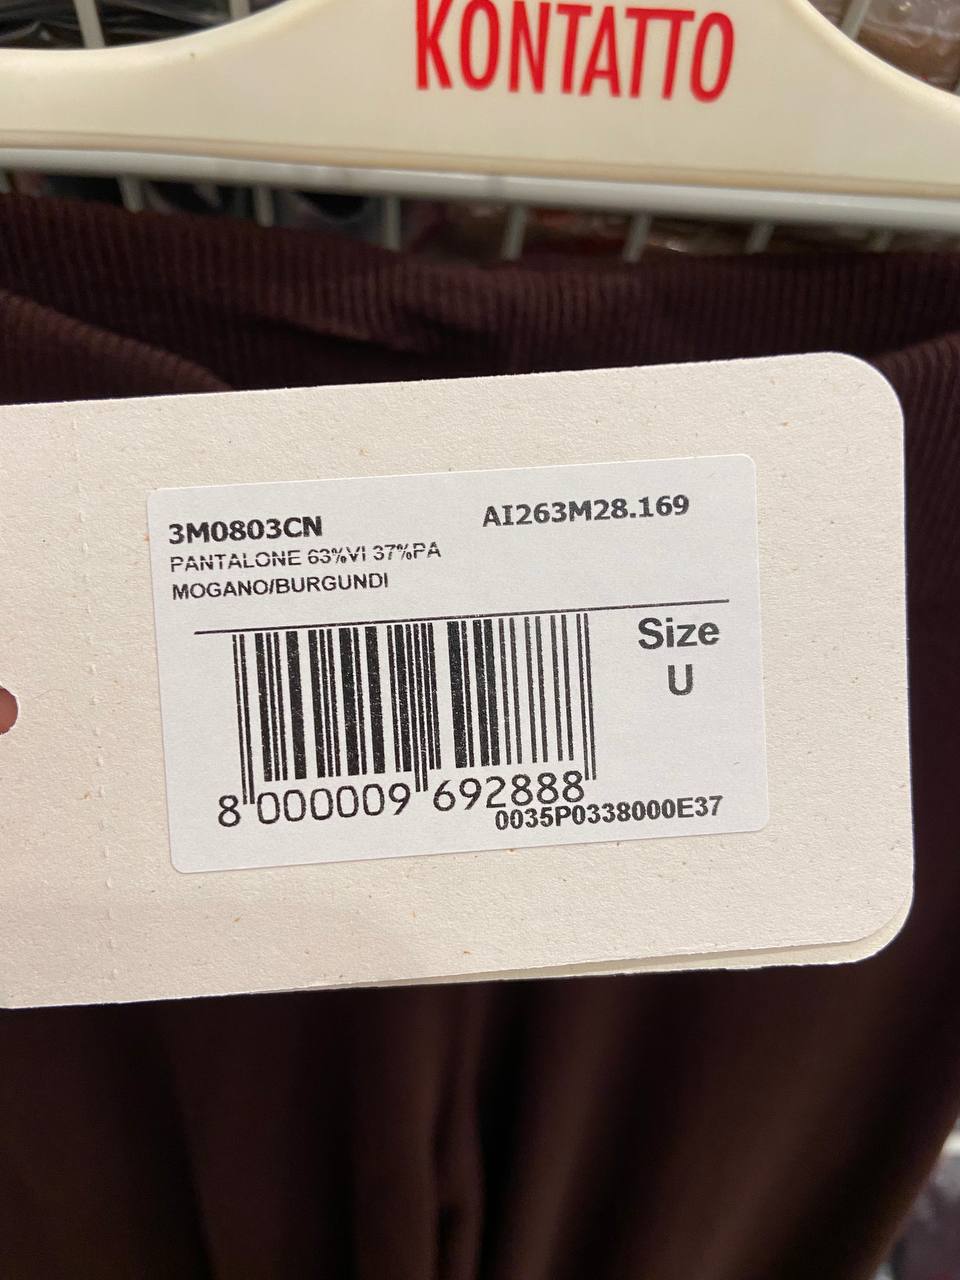 KONTATTO
3M0803CN
AI263M28.169
PANTALONE 63%VI 37%PA
MOGANO/BURGUNDI
Size
U
8 000009 692888
0035P0338000E37